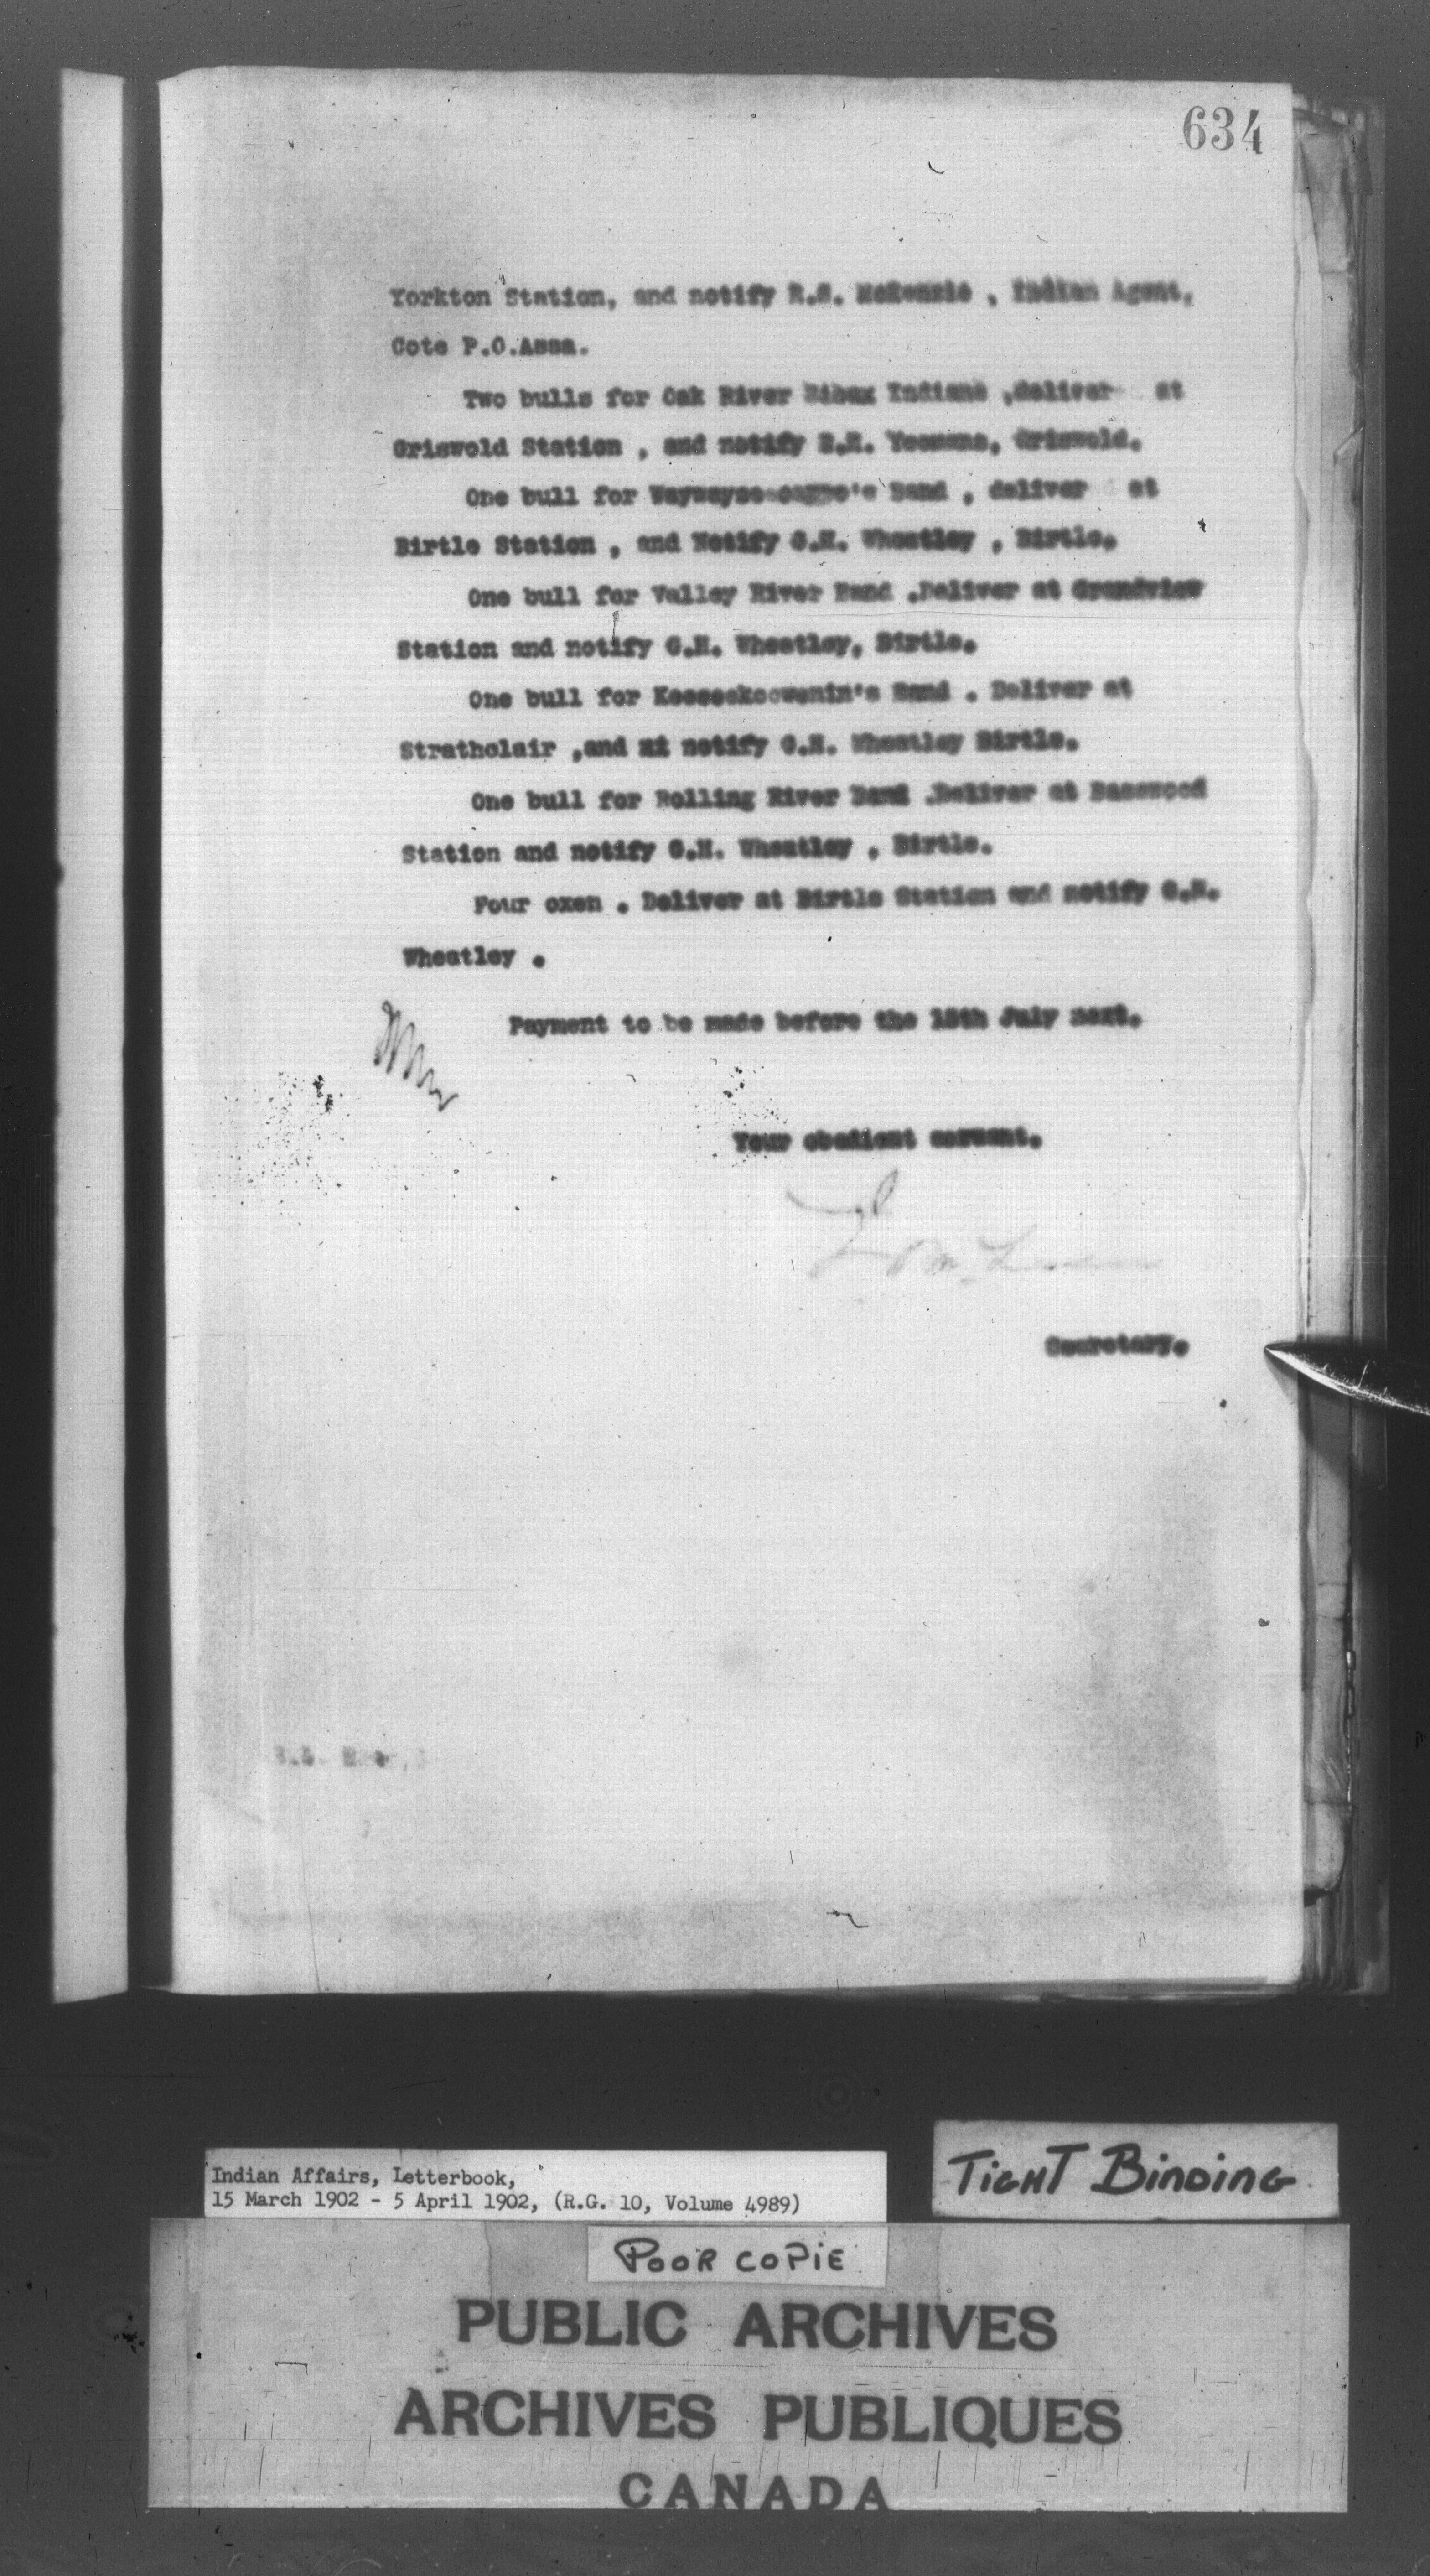 634
Yorkton Station, and notify R.S. McKenzie , Indian Agent,
Cote P.O.Assa.
Two bulls for Oak River Sioux Indians ,deliver at
Griswold Station , and notify Yeomans, Griswold.
One bull for Band , deliver at
Birtle Station , and Notify G.H. Wheatley , Birtle.
One bull for Valley River Band .Deliver at Grandview
Station and notify G.H. Wheatley, Birtle.
One bull for Keeseekoowenin's Band . Deliver at
Strathclair ,and notify G.H. Wheatley Birtle.
One bull for Rolling River Band .Deliver at Basswood
Station and notify G.H. Wheatley , Birtle.
Four oxen . Deliver at Birtle Station and notify G.H.
Wheatley .
Payment to be made before the 15th July next.
Your obedient servant.
Secretary.
Indian Affairs, Letterbook,
15 March 1902 - 5 April 1902, (R.G. 10, Volume 4989)
TIGHT BINDING
POOR COPIE
PUBLIC ARCHIVES
ARCHIVES PUBLIQUES
CANADA